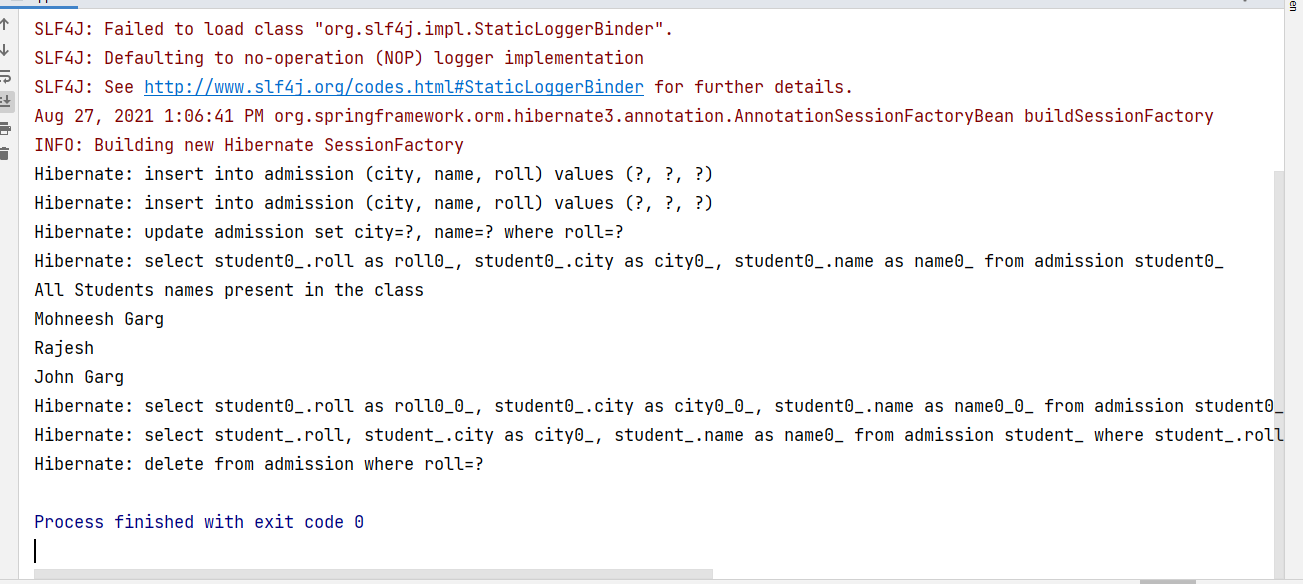 SLF4J: Failed to load class "org.slf4j.impl.StaticLoggerBinder".
SLF4J: Defaulting to no-operation (NOP) logger implementation
SLF4J: See http://www.slf4j.org/codes.html#StaticLoggerBinder for further details.
Aug 27, 2021 1:06:41 PM org.springframework.orm.hibernate3.annotation.AnnotationSessionFactoryBean buildSessionFactory
INFO: Building new Hibernate SessionFactory
Hibernate: insert into admission (city, name, roll) values (?, ?, ?)
Hibernate: insert into admission (city, name, roll) values (?, ?, ?)
Hibernate: update admission set city=?, name=? where roll=?
Hibernate: select student0_.roll as roll0_, student0_.city as city0_, student0_.name as name0_ from admission student0_
All Students names present in the class
Mohneesh Garg
Rajesh
John Garg
Hibernate: select student0_.roll as roll0_0_, student0_.city as city0_0_, student0_.name as name0_0_ from admission student0_
Hibernate: select student_.roll, student_.city as city0_, student_.name as name0_ from admission student_ where student_.roll
Hibernate: delete from admission where roll=?
Process finished with exit code 0